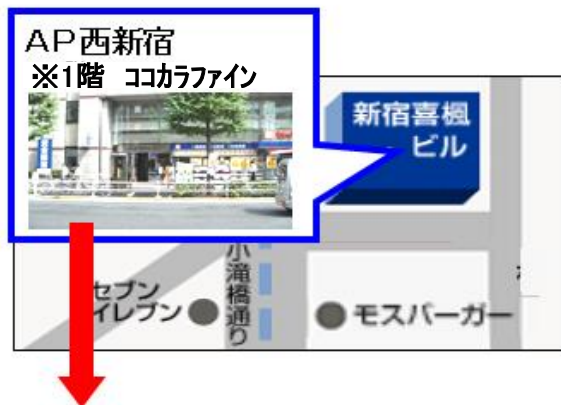 AP西新宿
※1階 ココカラファイン
新宿喜楓
ビル
小滝橋通り
セブン
イレブン
モスバーガー